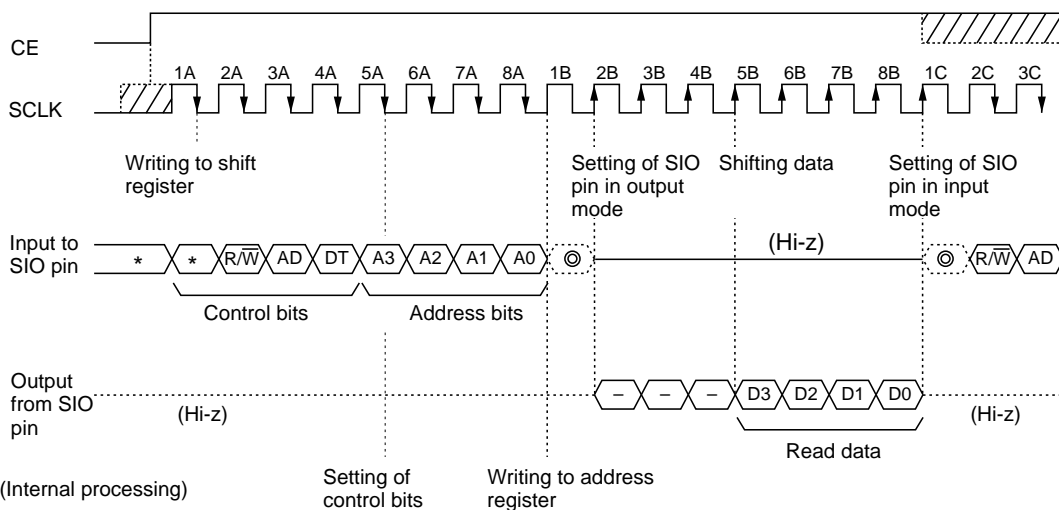 CE
1A 2A 3A 4A 5A 6A 7A 8A 1B 2B 3B 4B 5B 6B 7B 8B 1C 2C 3C
SCLK
Writing to shift
register
Setting of SIO
pin in output
mode
Shifting data
Setting of SIO
pin in input
mode
Input to
SIO pin
* * R/W̅ AD DT A3 A2 A1 A0 ◎ (Hi-z) ◎ R/W̅ AD
Control bits Address bits
Output
from SIO
pin
(Hi-z) – – – D3 D2 D1 D0 (Hi-z)
Read data
(Internal processing)
Setting of
control bits
Writing to address
register